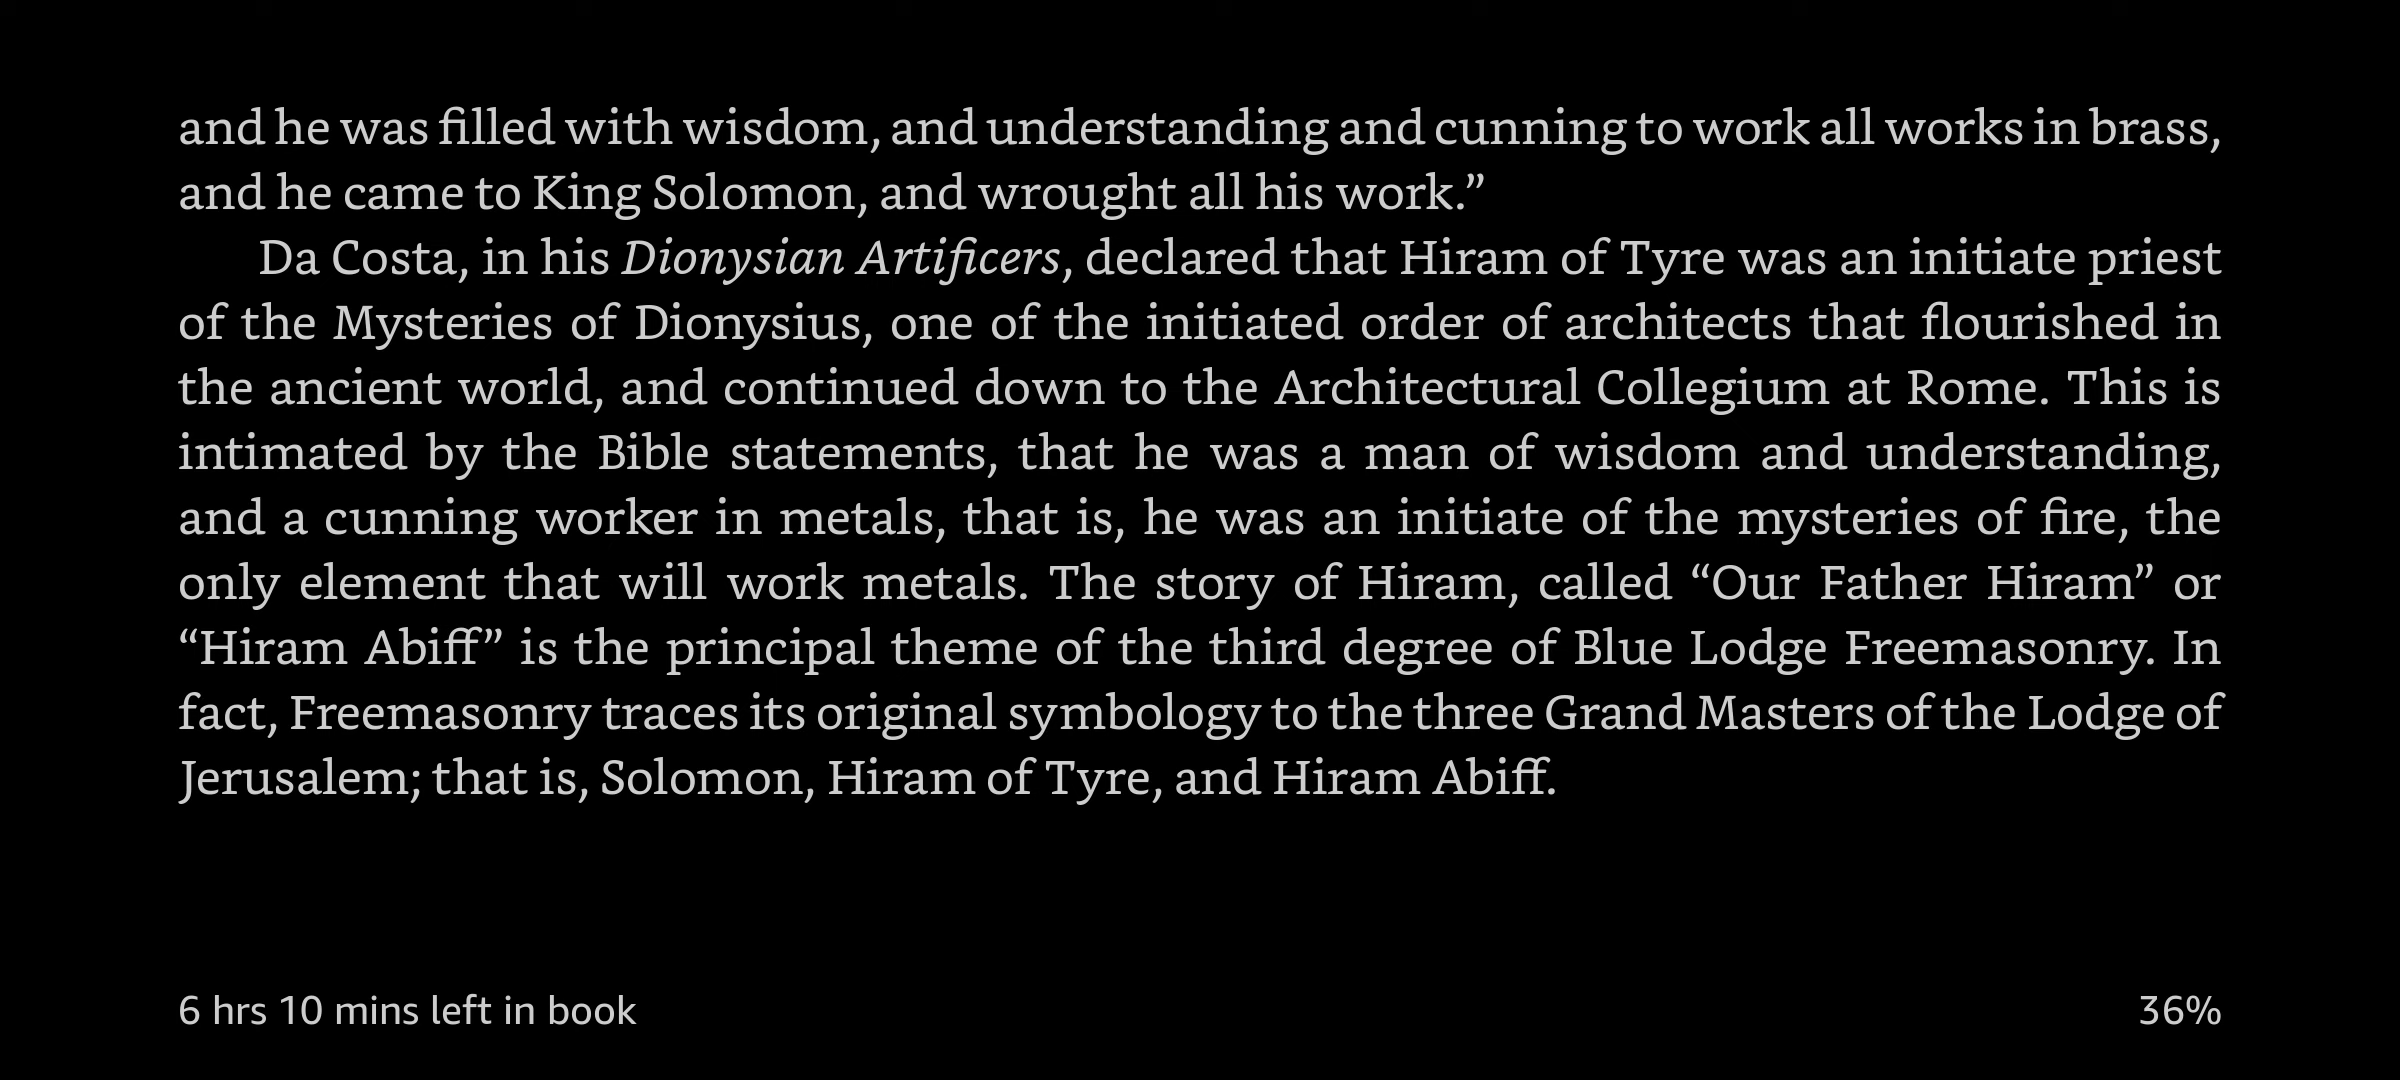 and he was filled with wisdom, and understanding and cunning to work all works in brass,
and he came to King Solomon, and wrought all his work.”
Da Costa, in his Dionysian Artificers, declared that Hiram of Tyre was an initiate priest
of the Mysteries of Dionysius, one of the initiated order of architects that flourished in
the ancient world, and continued down to the Architectural Collegium at Rome. This is
intimated by the Bible statements, that he was a man of wisdom and understanding,
and a cunning worker in metals, that is, he was an initiate of the mysteries of fire, the
only element that will work metals. The story of Hiram, called “Our Father Hiram” or
“Hiram Abiff” is the principal theme of the third degree of Blue Lodge Freemasonry. In
fact, Freemasonry traces its original symbology to the three Grand Masters of the Lodge of
Jerusalem; that is, Solomon, Hiram of Tyre, and Hiram Abiff.
6 hrs 10 mins left in book
36%